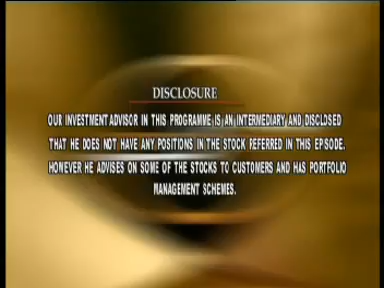 DISCLOSURE
OUR INVESTMENT ADVISOR IN THIS PROGRAMME IS AN INTERMEDIARY AND DISCLOSED
THAT HE DOES NOT HAVE ANY POSITIONS IN THE STOCK REFERRED IN THIS EPISODE.
HOWEVER HE ADVISES ON SOME OF THE STOCKS TO CUSTOMERS AND HAS PORTFOLIO
MANAGEMENT SCHEMES.